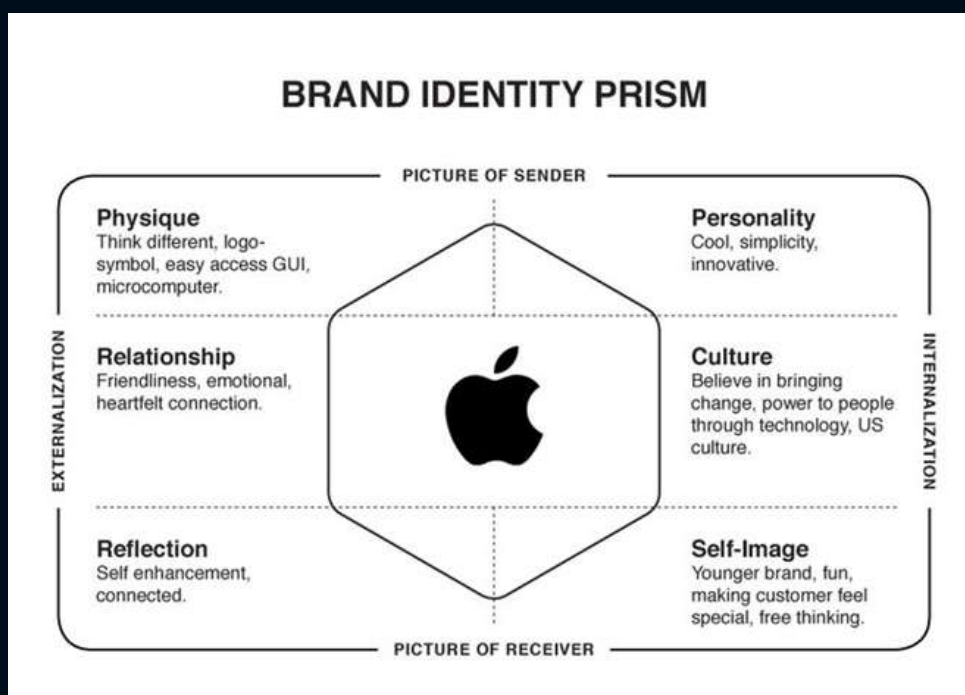 BRAND IDENTITY PRISM
PICTURE OF SENDER
Physique
Think different, logo-
symbol, easy access GUI,
microcomputer.
Personality
Cool, simplicity,
innovative.
EXTERNALIZATION
Relationship
Friendliness, emotional,
heartfelt connection.
Culture
Believe in bringing
change, power to people
through technology, US
culture.
INTERNALIZATION
Reflection
Self enhancement,
connected.
Self-Image
Younger brand, fun,
making customer feel
special, free thinking.
PICTURE OF RECEIVER